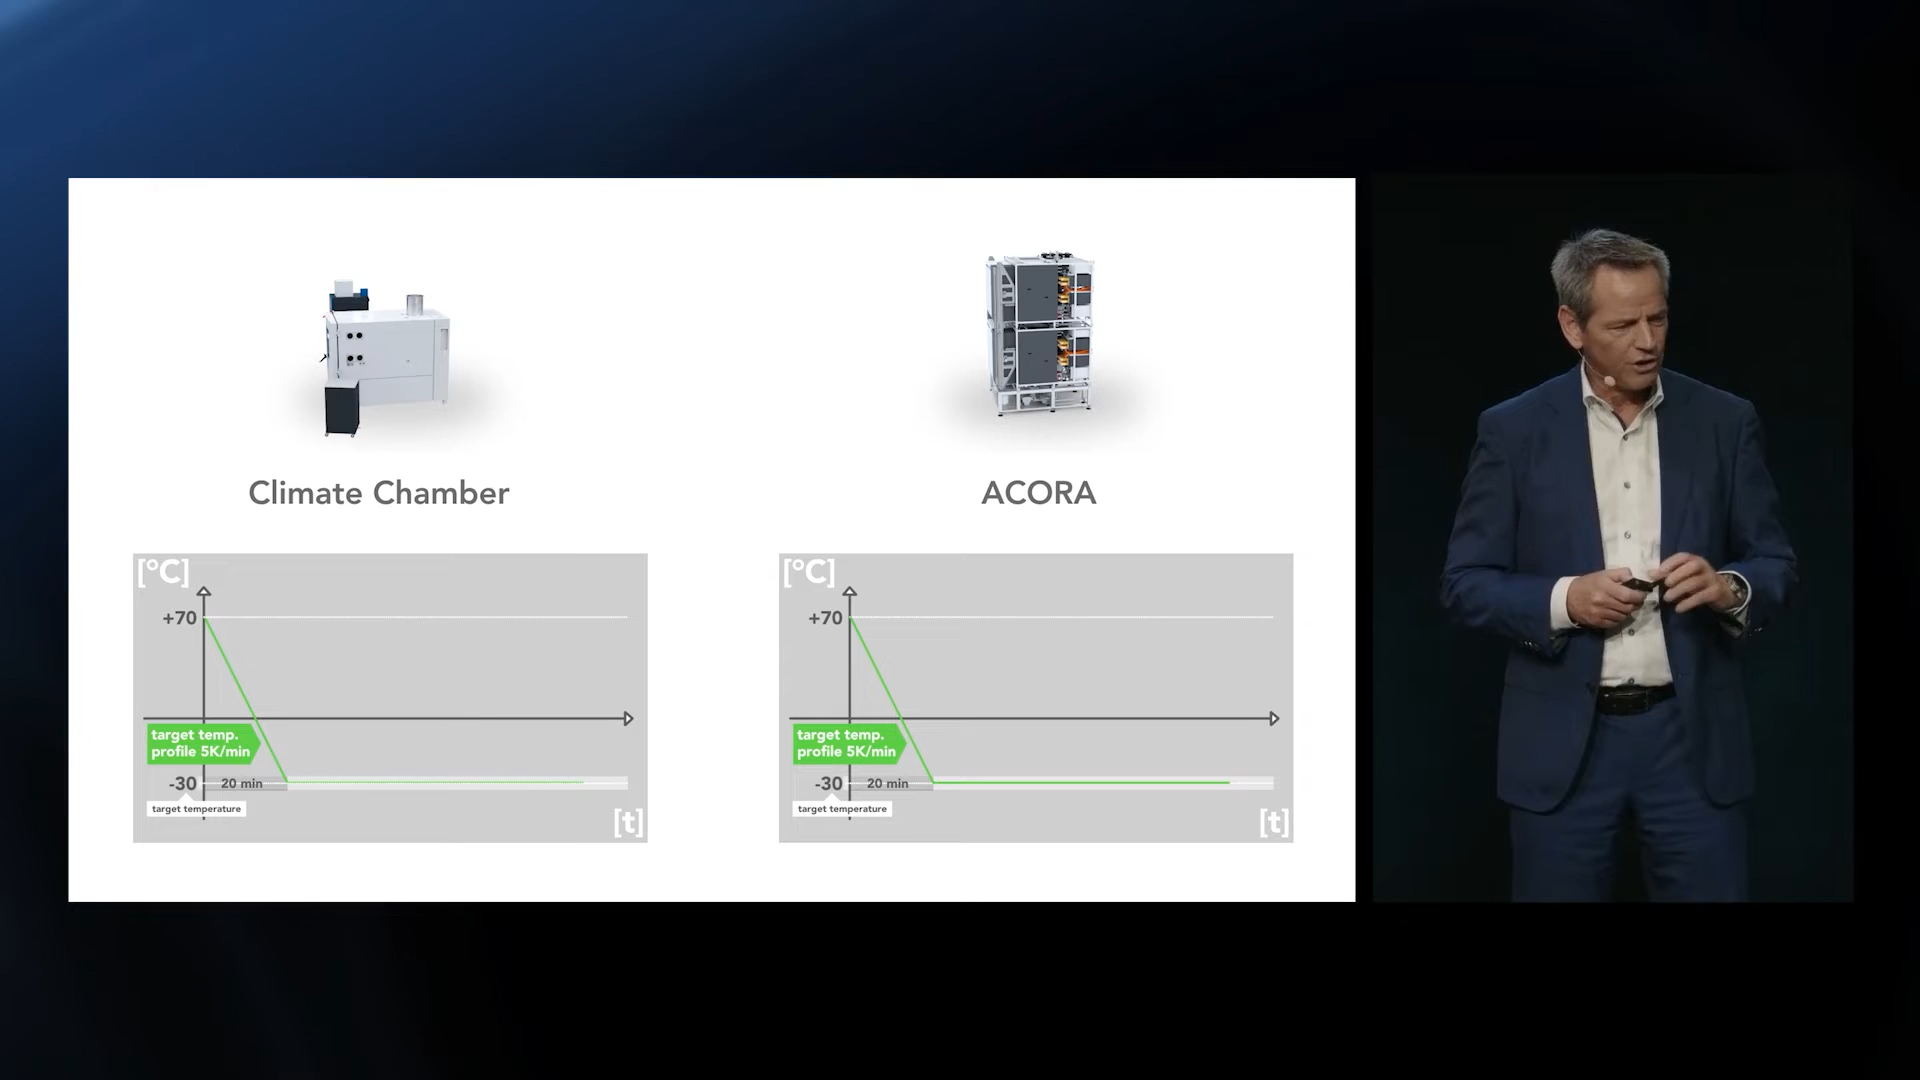 Climate Chamber
[°C]
+70
target temp.
profile 5K/min
-30
20 min
target temperature
[t]
ACORA
[°C]
+70
target temp.
profile 5K/min
-30
20 min
target temperature
[t]